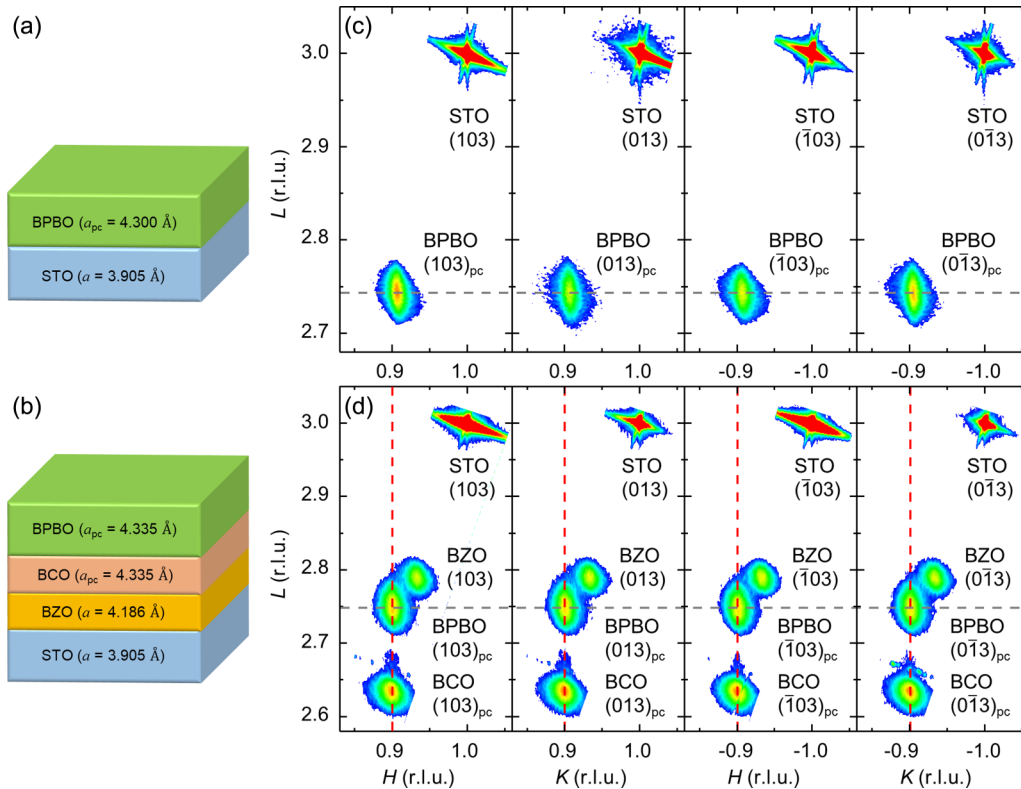 (a)
BPBO (apc = 4.300 Å)
STO (a = 3.905 Å)
(b)
BPBO (apc = 4.335 Å)
BCO (apc = 4.335 Å)
BZO (a = 4.186 Å)
STO (a = 3.905 Å)
(c)
L (r.l.u.)
3.0
2.9
2.8
2.7
STO
(103)
STO
(013)
STO
(1̅03)
STO
(01̅3)
BPBO
(103)pc
BPBO
(013)pc
BPBO
(1̅03)pc
BPBO
(01̅3)pc
0.9 1.0 0.9 1.0 -0.9 -1.0 -0.9 -1.0
(d)
L (r.l.u.)
3.0
2.9
2.8
2.7
2.6
STO
(103)
STO
(013)
STO
(1̅03)
STO
(01̅3)
BZO
(103)
BZO
(013)
BZO
(1̅03)
BZO
(01̅3)
BPBO
(103)pc
BPBO
(013)pc
BPBO
(1̅03)pc
BPBO
(01̅3)pc
BCO
(103)pc
BCO
(013)pc
BCO
(1̅03)pc
BCO
(01̅3)pc
0.9 1.0 0.9 1.0 -0.9 -1.0 -0.9 -1.0
H (r.l.u.) K (r.l.u.) H (r.l.u.) K (r.l.u.)